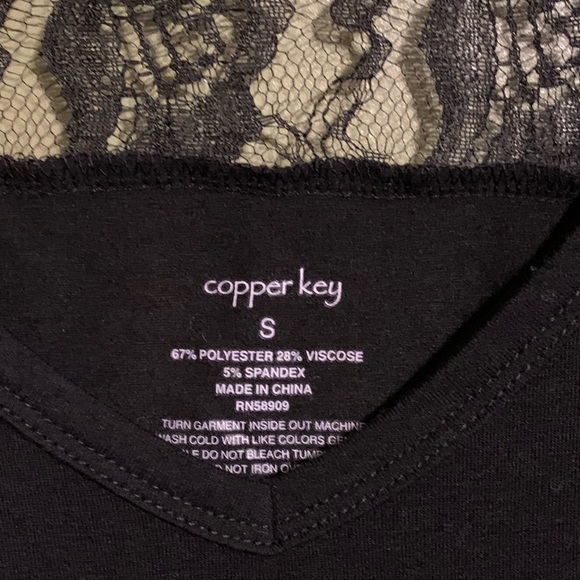 copper key
S
67% POLYESTER 28% VISCOSE
5% SPANDEX
MADE IN CHINA
RN58909
TURN GARMENT INSIDE OUT MACHINE
WASH COLD WITH LIKE COLORS
DO NOT BLEACH
NOT IRON